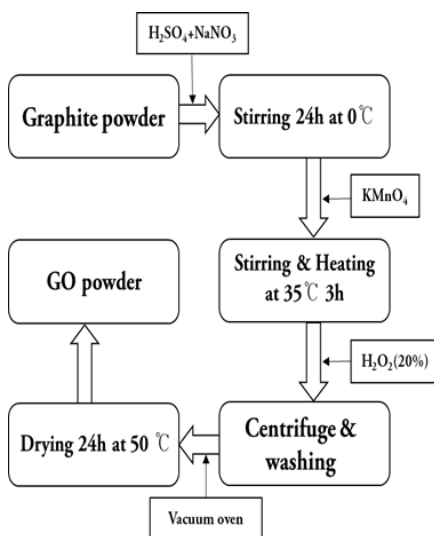 H₂SO₄+NaNO₃
Graphite powder
Stirring 24h at 0℃
KMnO₄
Stirring & Heating
at 35℃ 3h
GO powder
H₂O₂(20%)
Centrifuge &
washing
Drying 24h at 50 ℃
Vacuum oven